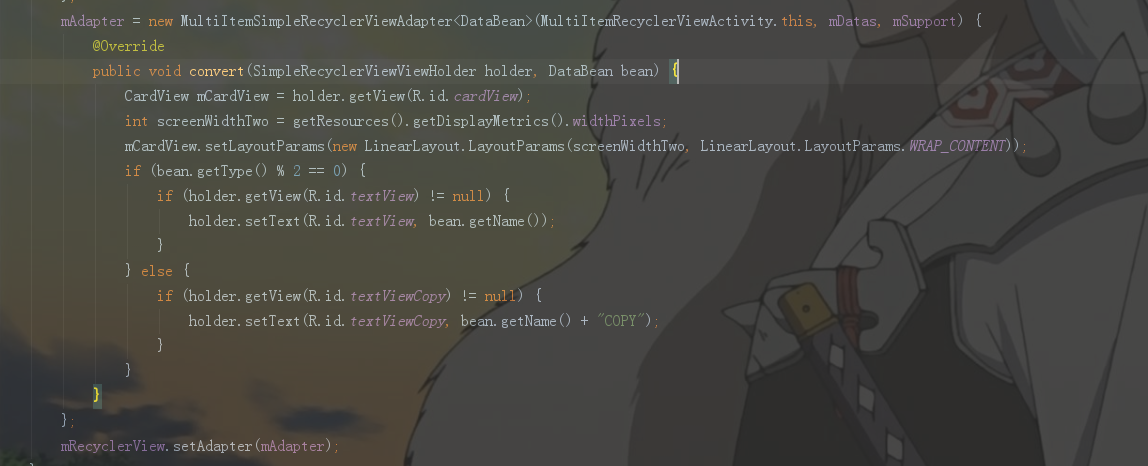 mAdapter = new MultiItemSimpleRecyclerViewAdapter<DataBean>(MultiItemRecyclerViewActivity.this, mDatas, mSupport) {
@Override
public void convert(SimpleRecyclerViewViewHolder holder, DataBean bean) {
CardView mCardView = holder.getView(R.id.cardView);
int screenWidthTwo = getResources().getDisplayMetrics().widthPixels;
mCardView.setLayoutParams(new LinearLayout.LayoutParams(screenWidthTwo, LinearLayout.LayoutParams.WRAP_CONTENT));
if (bean.getType() % 2 == 0) {
if (holder.getView(R.id.textView) != null) {
holder.setText(R.id.textView, bean.getName());
}
} else {
if (holder.getView(R.id.textViewCopy) != null) {
holder.setText(R.id.textViewCopy, bean.getName() + "COPY");
}
}
}
};
mRecyclerView.setAdapter(mAdapter);